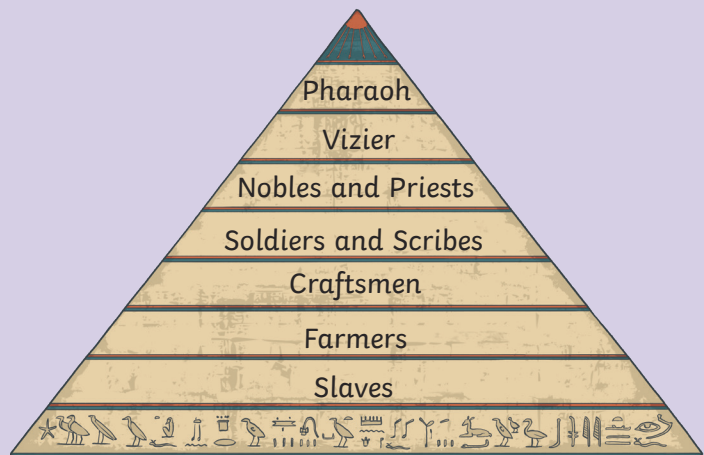 Pharaoh
Vizier
Nobles and Priests
Soldiers and Scribes
Craftsmen
Farmers
Slaves